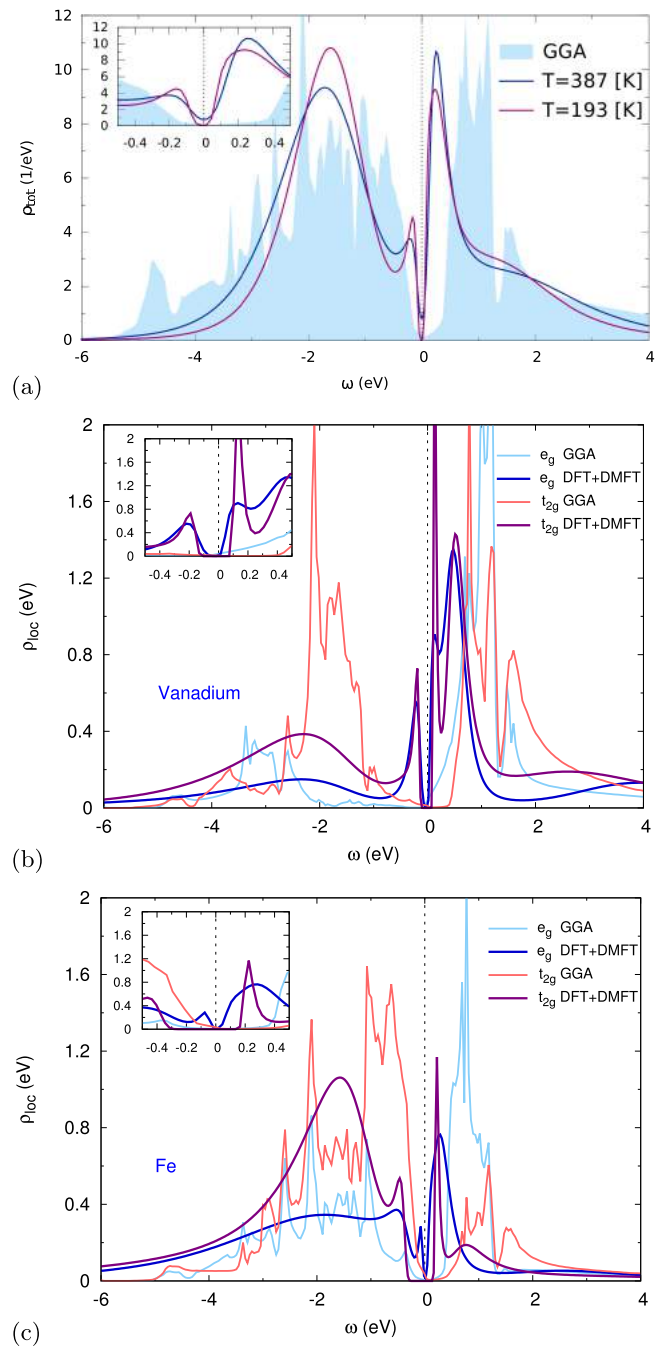 12
10
8
6
4
2
0
-0.4 -0.2 0 0.2 0.4
GGA
T=387 [K]
T=193 [K]
12
10
8
6
4
2
0
ρtot (1/eV)
-6 -4 -2 0 2 4
ω (eV)
(a)
2
1.6
1.2
0.8
0.4
0
-0.4 -0.2 0 0.2 0.4
eg GGA
eg DFT+DMFT
t2g GGA
t2g DFT+DMFT
2
1.6
1.2
0.8
0.4
0
ρloc (eV)
Vanadium
-6 -4 -2 0 2 4
ω (eV)
(b)
2
1.6
1.2
0.8
0.4
0
-0.4 -0.2 0 0.2 0.4
eg GGA
eg DFT+DMFT
t2g GGA
t2g DFT+DMFT
2
1.6
1.2
0.8
0.4
0
ρloc (eV)
Fe
-6 -4 -2 0 2 4
ω (eV)
(c)